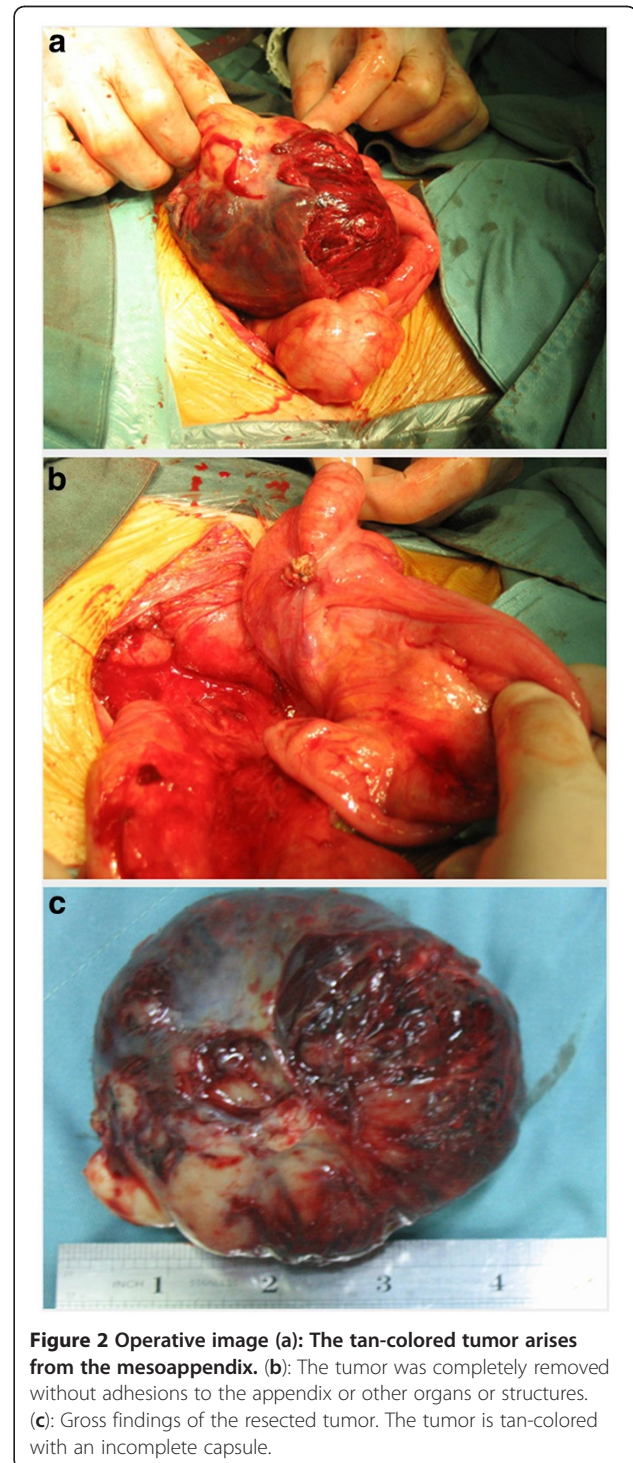 a
b
c
INCH
1
2
3
4
Figure 2 Operative image (a): The tan-colored tumor arises
from the mesoappendix. (b): The tumor was completely removed
without adhesions to the appendix or other organs or structures.
(c): Gross findings of the resected tumor. The tumor is tan-colored
with an incomplete capsule.